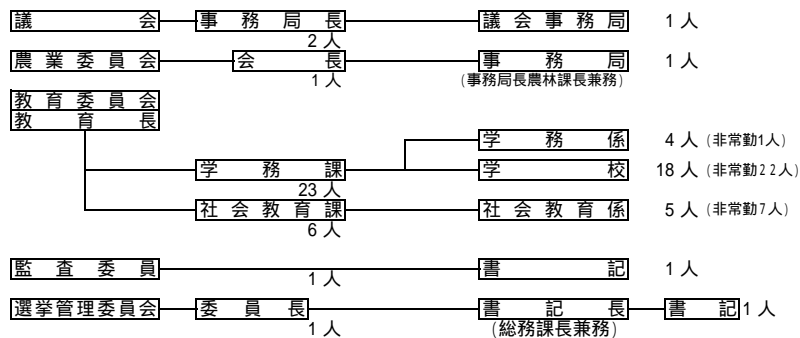 議会 事務局長 議会事務局 1人
2人
農業委員会 会長 事務局 1人
1人 (事務局長農林課長兼務)
教育委員会
教育長
学務係 4人(非常勤1人)
学務課 学校 18人(非常勤22人)
23人
社会教育課 社会教育係 5人(非常勤7人)
6人
監査委員 書記 1人
1人
選挙管理委員会 委員長 書記長 書記 1人
1人 (総務課長兼務)